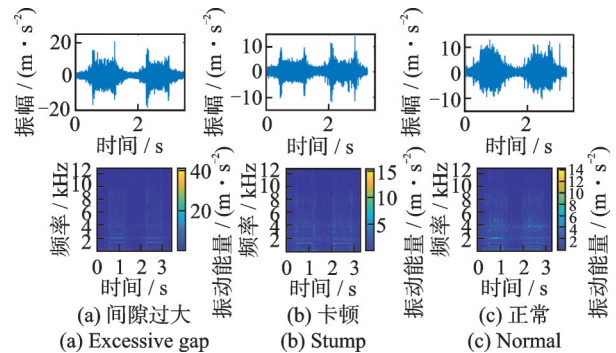 20
0
−20
0
2
振幅 / (m·s⁻²)
时间 / s
10
0
−10
0
2
振幅 / (m·s⁻²)
时间 / s
10
0
−10
0
2
振幅 / (m·s⁻²)
时间 / s
12
10
8
6
4
2
0 1 2 3
频率 / kHz
时间 / s
40
20
振动能量 / (m·s⁻²)
12
10
8
6
4
2
0 1 2 3
频率 / kHz
时间 / s
15
10
5
振动能量 / (m·s⁻²)
12
10
8
6
4
2
0 1 2 3
频率 / kHz
时间 / s
14
12
10
8
6
4
2
振动能量 / (m·s⁻²)
(a) 间隙过大
(b) 卡顿
(c) 正常
(a) Excessive gap
(b) Stump
(c) Normal